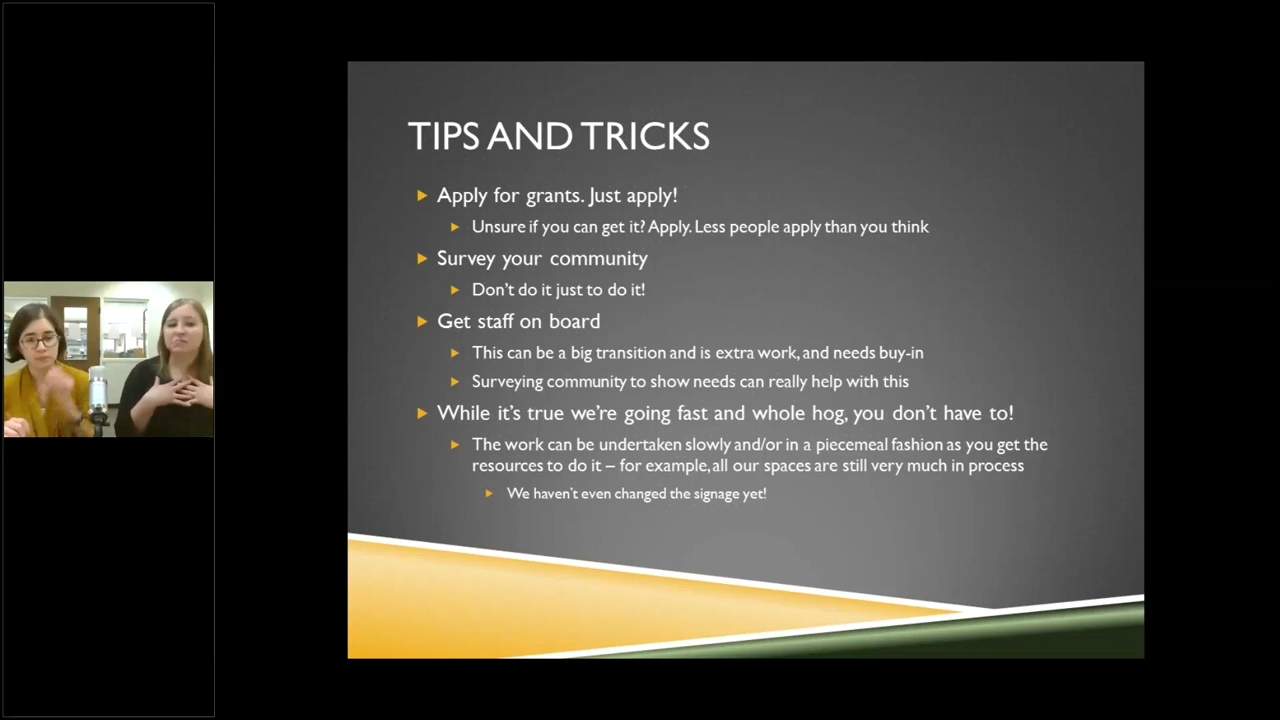 TIPS AND TRICKS
Apply for grants. Just apply!
Unsure if you can get it? Apply. Less people apply than you think
Survey your community
Don't do it just to do it!
Get staff on board
This can be a big transition and is extra work, and needs buy-in
Surveying community to show needs can really help with this
While it's true we're going fast and whole hog, you don't have to!
The work can be undertaken slowly and/or in a piecemeal fashion as you get the
resources to do it – for example, all our spaces are still very much in process
We haven't even changed the signage yet!